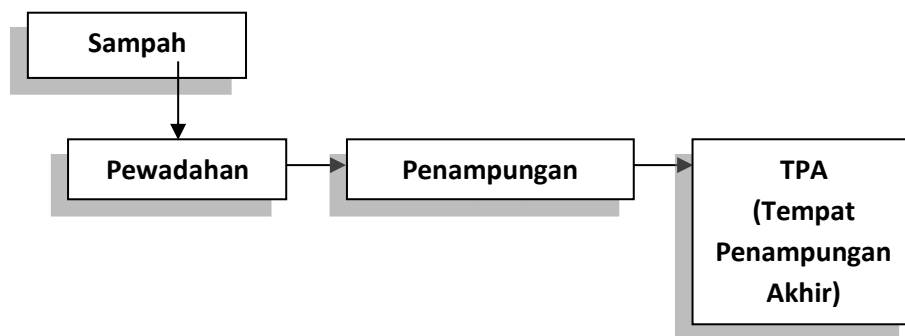 Sampah
Pewadahan
Penampungan
TPA
(Tempat
Penampungan
Akhir)